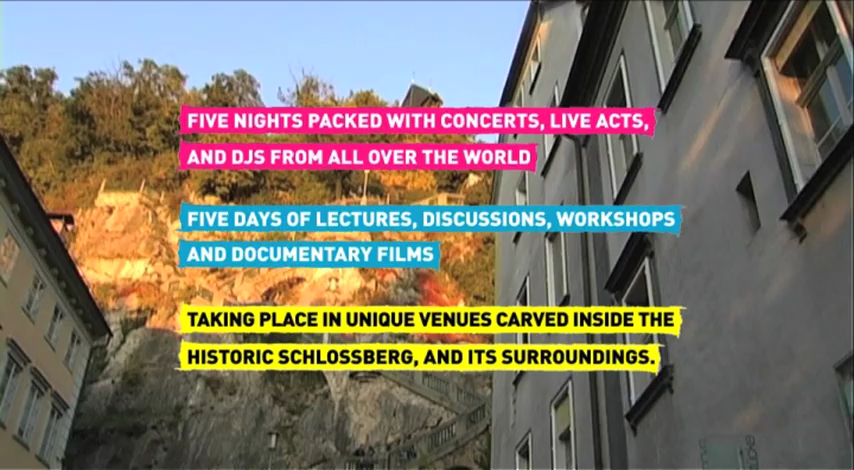 FIVE NIGHTS PACKED WITH CONCERTS, LIVE ACTS,
AND DJS FROM ALL OVER THE WORLD
FIVE DAYS OF LECTURES, DISCUSSIONS, WORKSHOPS
AND DOCUMENTARY FILMS
TAKING PLACE IN UNIQUE VENUES CARVED INSIDE THE
HISTORIC SCHLOSSBERG, AND ITS SURROUNDINGS.